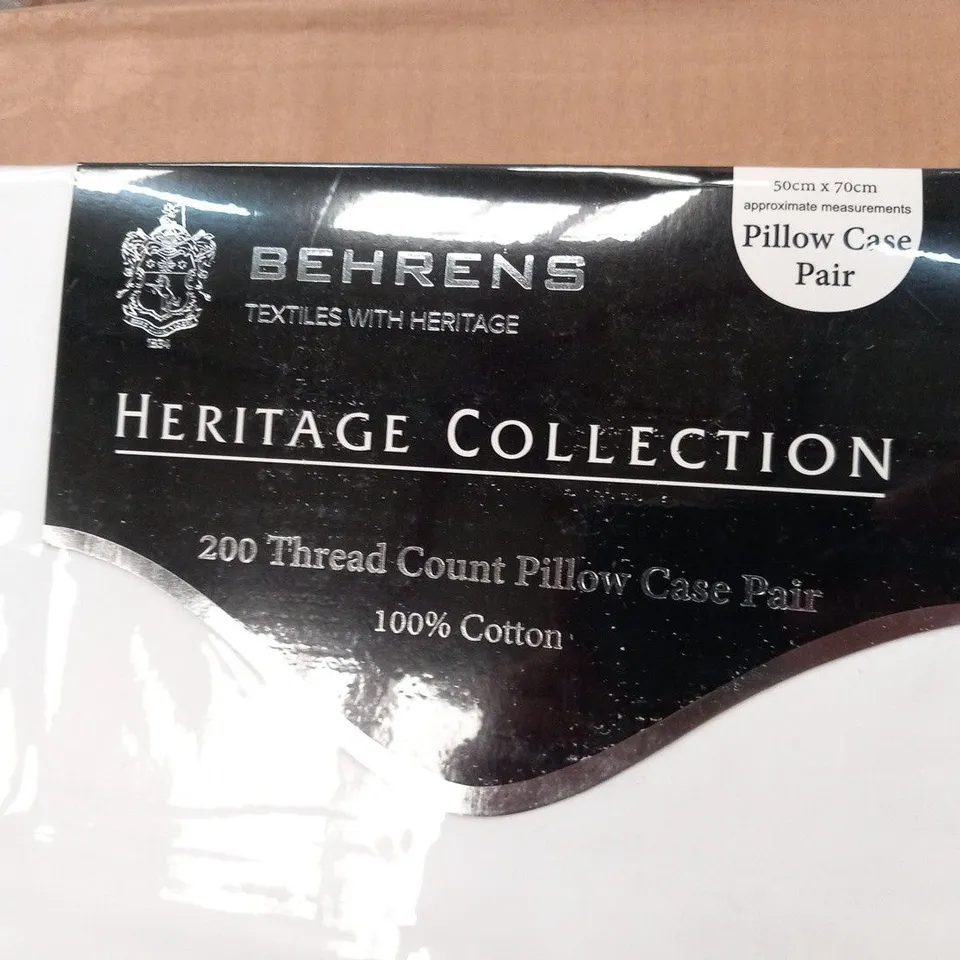 50cm x 70cm
approximate measurements
Pillow Case
Pair
BEHRENS
TEXTILES WITH HERITAGE
1834
HERITAGE COLLECTION
200 Thread Count Pillow Case Pair
100% Cotton